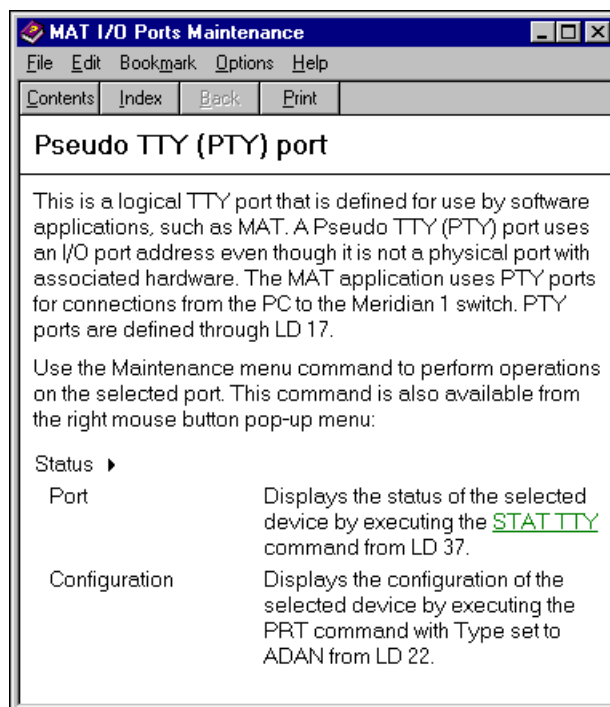 MAT I/O Ports Maintenance
File Edit Bookmark Options Help
Contents Index Back Print
Pseudo TTY (PTY) port
This is a logical TTY port that is defined for use by software
applications, such as MAT. A Pseudo TTY (PTY) port uses
an I/O port address even though it is not a physical port with
associated hardware. The MAT application uses PTY ports
for connections from the PC to the Meridian 1 switch. PTY
ports are defined through LD 17.
Use the Maintenance menu command to perform operations
on the selected port. This command is also available from
the right mouse button pop-up menu:
Status
Port Displays the status of the selected
device by executing the STAT TTY
command from LD 37.
Configuration Displays the configuration of the
selected device by executing the
PRT command with Type set to
ADAN from LD 22.